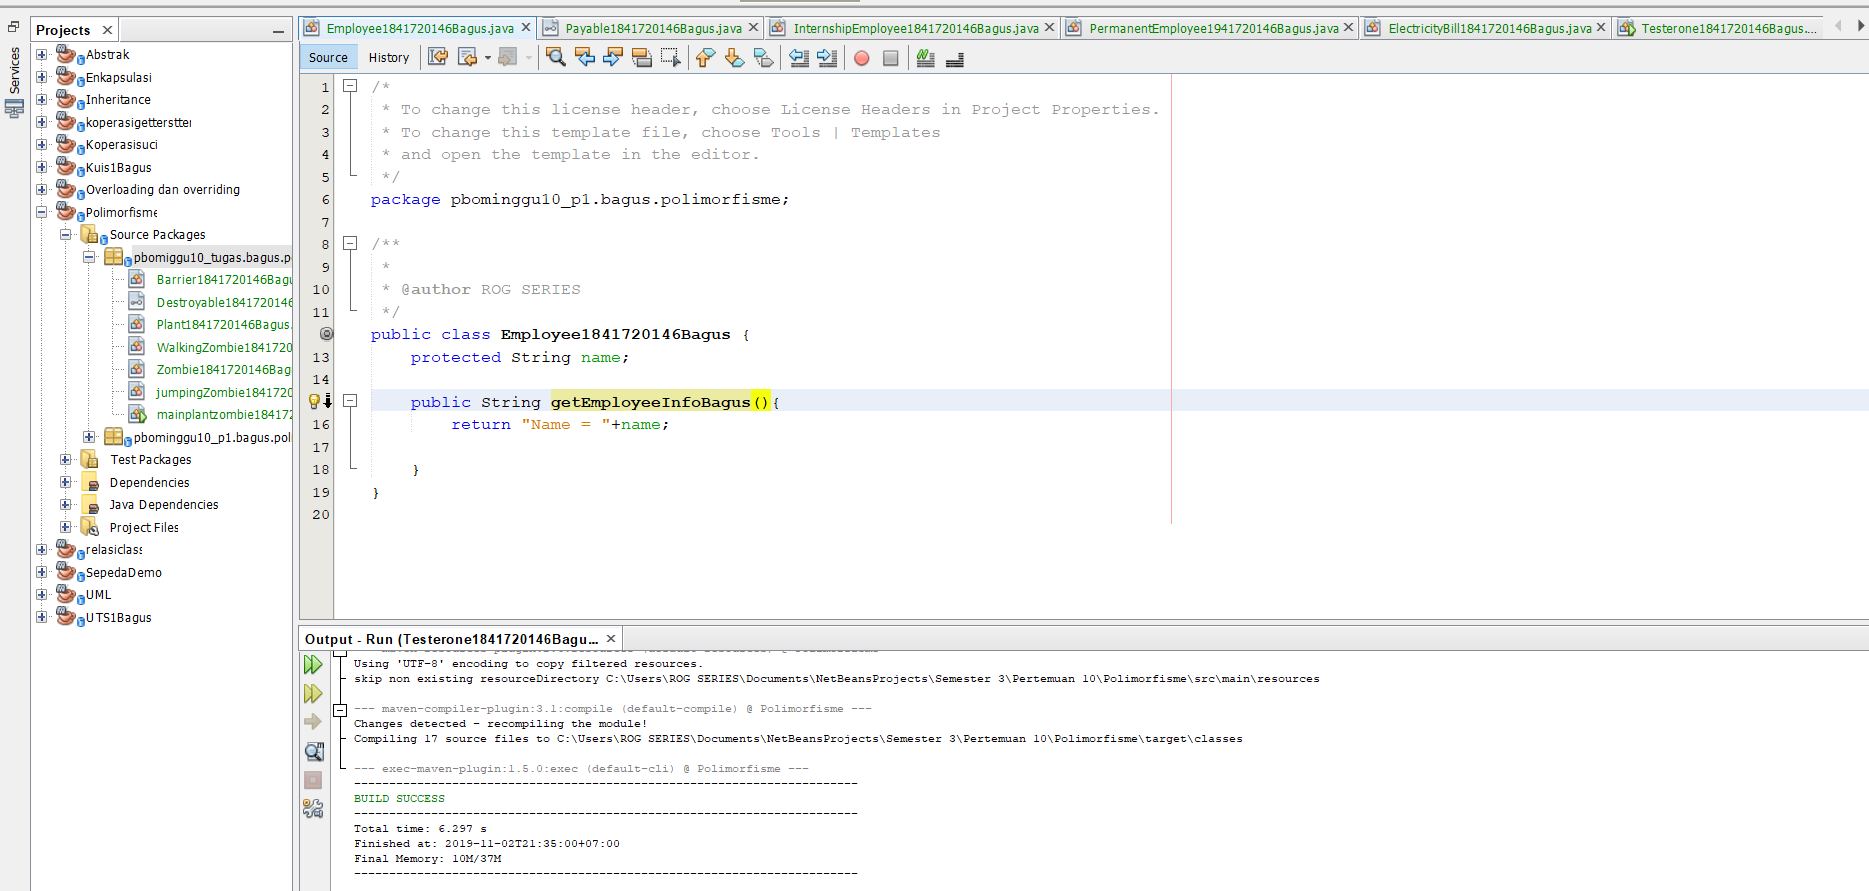 Services
Projects
Abstrak
Enkapsulasi
Inheritance
koperasigetterstter
Koperasisuci
Kuis1Bagus
Overloading dan overriding
Polimorfisme
Source Packages
pbomiggu10_tugas.bagus.p
Barrier1841720146Bagu
Destroyable1841720146
Plant1841720146Bagus.
WalkingZombie184172
Zombie1841720146Bag
jumpingZombie184172
mainplantzombie184172
pbominggu10_p1.bagus.pol
Test Packages
Dependencies
Java Dependencies
Project Files
relasiclass
SepedaDemo
UML
UTS1Bagus
Employee1841720146Bagus.java
Payable1841720146Bagus.java
InternshipEmployee1841720146Bagus.java
PermanentEmployee1941720146Bagus.java
ElectricityBill1841720146Bagus.java
Testerone1841720146Bagus....
Source History
1 /*
2 * To change this license header, choose License Headers in Project Properties.
3 * To change this template file, choose Tools | Templates
4 * and open the template in the editor.
5 */
6 package pbominggu10_p1.bagus.polimorfisme;
7
8 /**
9 *
10 * @author ROG SERIES
11 */
public class Employee1841720146Bagus {
13 protected String name;
14
public String getEmployeeInfoBagus(){
16 return "Name = "+name;
17
18 }
19 }
20
Output - Run (Testerone1841720146Bagu...
Using 'UTF-8' encoding to copy filtered resources.
skip non existing resourceDirectory C:\Users\ROG SERIES\Documents\NetBeansProjects\Semester 3\Pertemuan 10\Polimorfisme\src\main\resources
--- maven-compiler-plugin:3.1:compile (default-compile) @ Polimorfisme ---
Changes detected - recompiling the module!
Compiling 17 source files to C:\Users\ROG SERIES\Documents\NetBeansProjects\Semester 3\Pertemuan 10\Polimorfisme\target\classes
--- exec-maven-plugin:1.5.0:exec (default-cli) @ Polimorfisme ---
------------------------------------------------------------------------
BUILD SUCCESS
------------------------------------------------------------------------
Total time: 6.297 s
Finished at: 2019-11-02T21:35:00+07:00
Final Memory: 10M/37M
------------------------------------------------------------------------